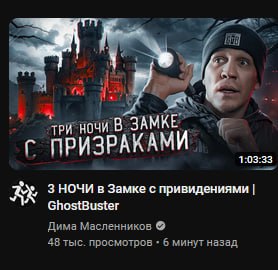 ТРИ НОЧИ В ЗАМКЕ
С ПРИЗРАКАМИ
1:03:33
3 НОЧИ в Замке с привидениями |
GhostBuster
Дима Масленников
48 тыс. просмотров • 6 минут назад